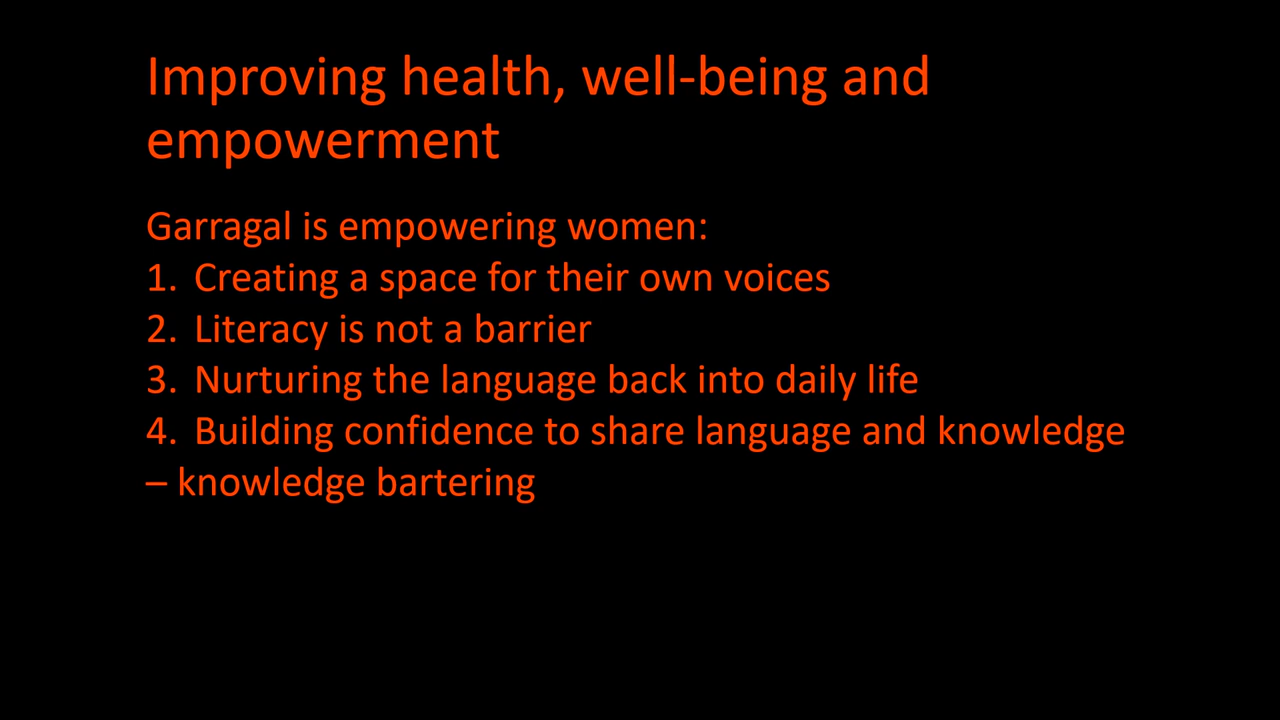 Improving health, well-being and
empowerment
Garragal is empowering women:
1. Creating a space for their own voices
2. Literacy is not a barrier
3. Nurturing the language back into daily life
4. Building confidence to share language and knowledge
– knowledge bartering